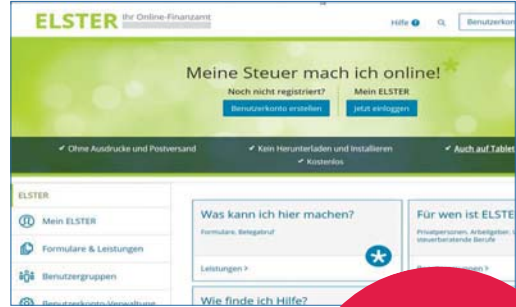 ELSTER Ihr Online-Finanzamt
Hilfe ?
Benutzerkon
Meine Steuer mach ich online!
Noch nicht registriert? Mein ELSTER
Benutzerkonto erstellen Jetzt einloggen
✔ Ohne Ausdrucke und Postversand ✔ Kein Herunterladen und Installieren ✔ Auch auf Tablet
✔ Kostenlos
ELSTER
Mein ELSTER
Formulare & Leistungen
Benutzergruppen
Benutzerkonto-Verwaltung
Was kann ich hier machen?
Formulare, Belegabruf
Leistungen >
Für wen ist ELSTE
Privatpersonen, Arbeitgeber,
steuerberatende Berufe
Wie finde ich Hilfe?